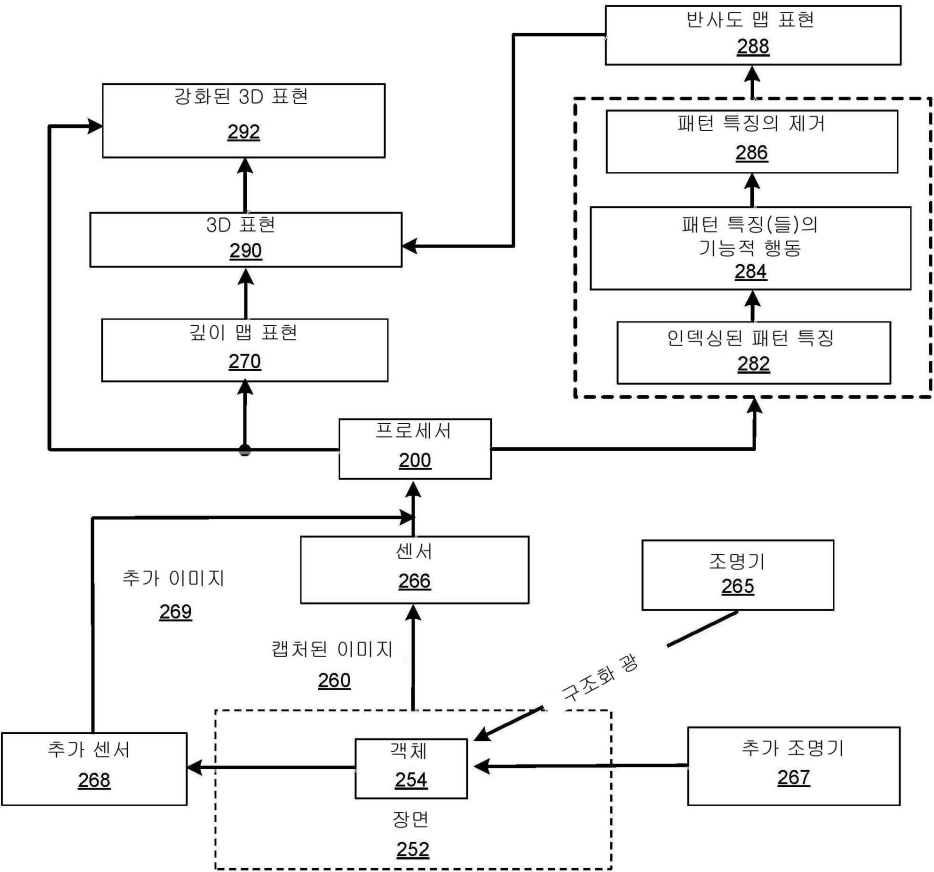 반사도 맵 표현
288
강화된 3D 표현
292
패턴 특징의 제거
286
3D 표현
290
패턴 특징(들)의
기능적 행동
284
깊이 맵 표현
270
인덱싱된 패턴 특징
282
프로세서
200
센서
266
조명기
265
추가 이미지
269
캡처된 이미지
260
구조화 광
추가 센서
268
객체
254
추가 조명기
267
장면
252